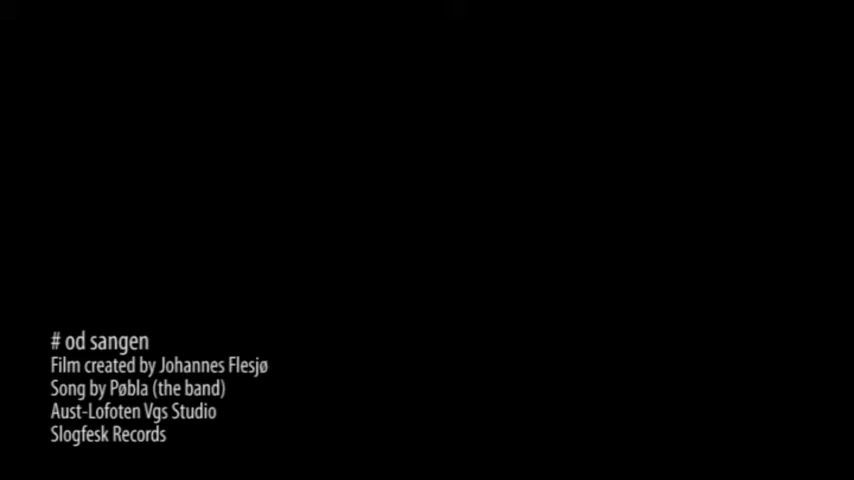 # od sangen
Film created by Johannes Flesjø
Song by Pøbla (the band)
Aust-Lofoten Vgs Studio
Slogfesk Records